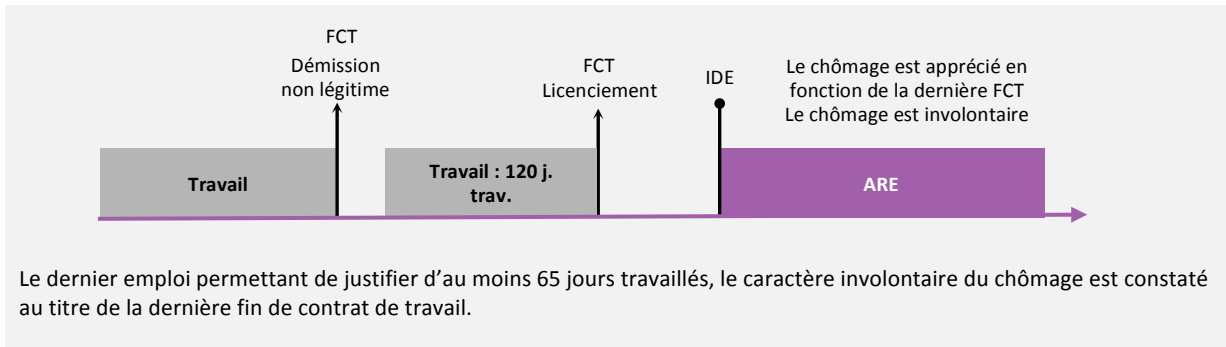 FCT
Démission
non légitime
FCT
Licenciement
IDE
Le chômage est apprécié en
fonction de la dernière FCT
Le chômage est involontaire
Travail
Travail : 120 j.
trav.
ARE
Le dernier emploi permettant de justifier d’au moins 65 jours travaillés, le caractère involontaire du chômage est constaté
au titre de la dernière fin de contrat de travail.